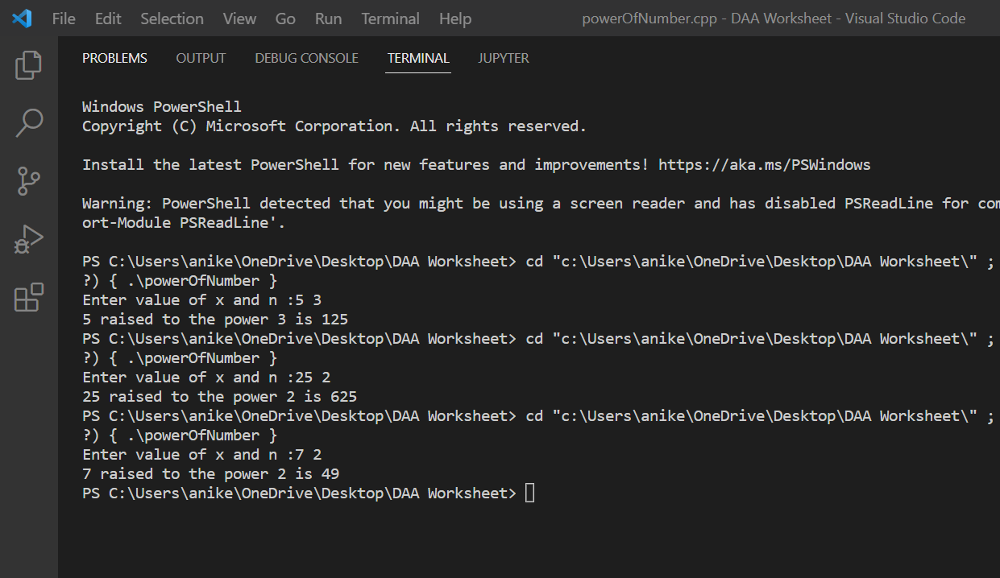 File Edit Selection View Go Run Terminal Help powerOfNumber.cpp - DAA Worksheet - Visual Studio Code
PROBLEMS OUTPUT DEBUG CONSOLE TERMINAL JUPYTER
Windows PowerShell
Copyright (C) Microsoft Corporation. All rights reserved.
Install the latest PowerShell for new features and improvements! https://aka.ms/PSWindows
Warning: PowerShell detected that you might be using a screen reader and has disabled PSReadLine for com
ort-Module PSReadLine'.
PS C:\Users\anike\OneDrive\Desktop\DAA Worksheet> cd "c:\Users\anike\OneDrive\Desktop\DAA Worksheet\" ;
?) { .\powerOfNumber }
Enter value of x and n :5 3
5 raised to the power 3 is 125
PS C:\Users\anike\OneDrive\Desktop\DAA Worksheet> cd "c:\Users\anike\OneDrive\Desktop\DAA Worksheet\" ;
?) { .\powerOfNumber }
Enter value of x and n :25 2
25 raised to the power 2 is 625
PS C:\Users\anike\OneDrive\Desktop\DAA Worksheet> cd "c:\Users\anike\OneDrive\Desktop\DAA Worksheet\" ;
?) { .\powerOfNumber }
Enter value of x and n :7 2
7 raised to the power 2 is 49
PS C:\Users\anike\OneDrive\Desktop\DAA Worksheet>